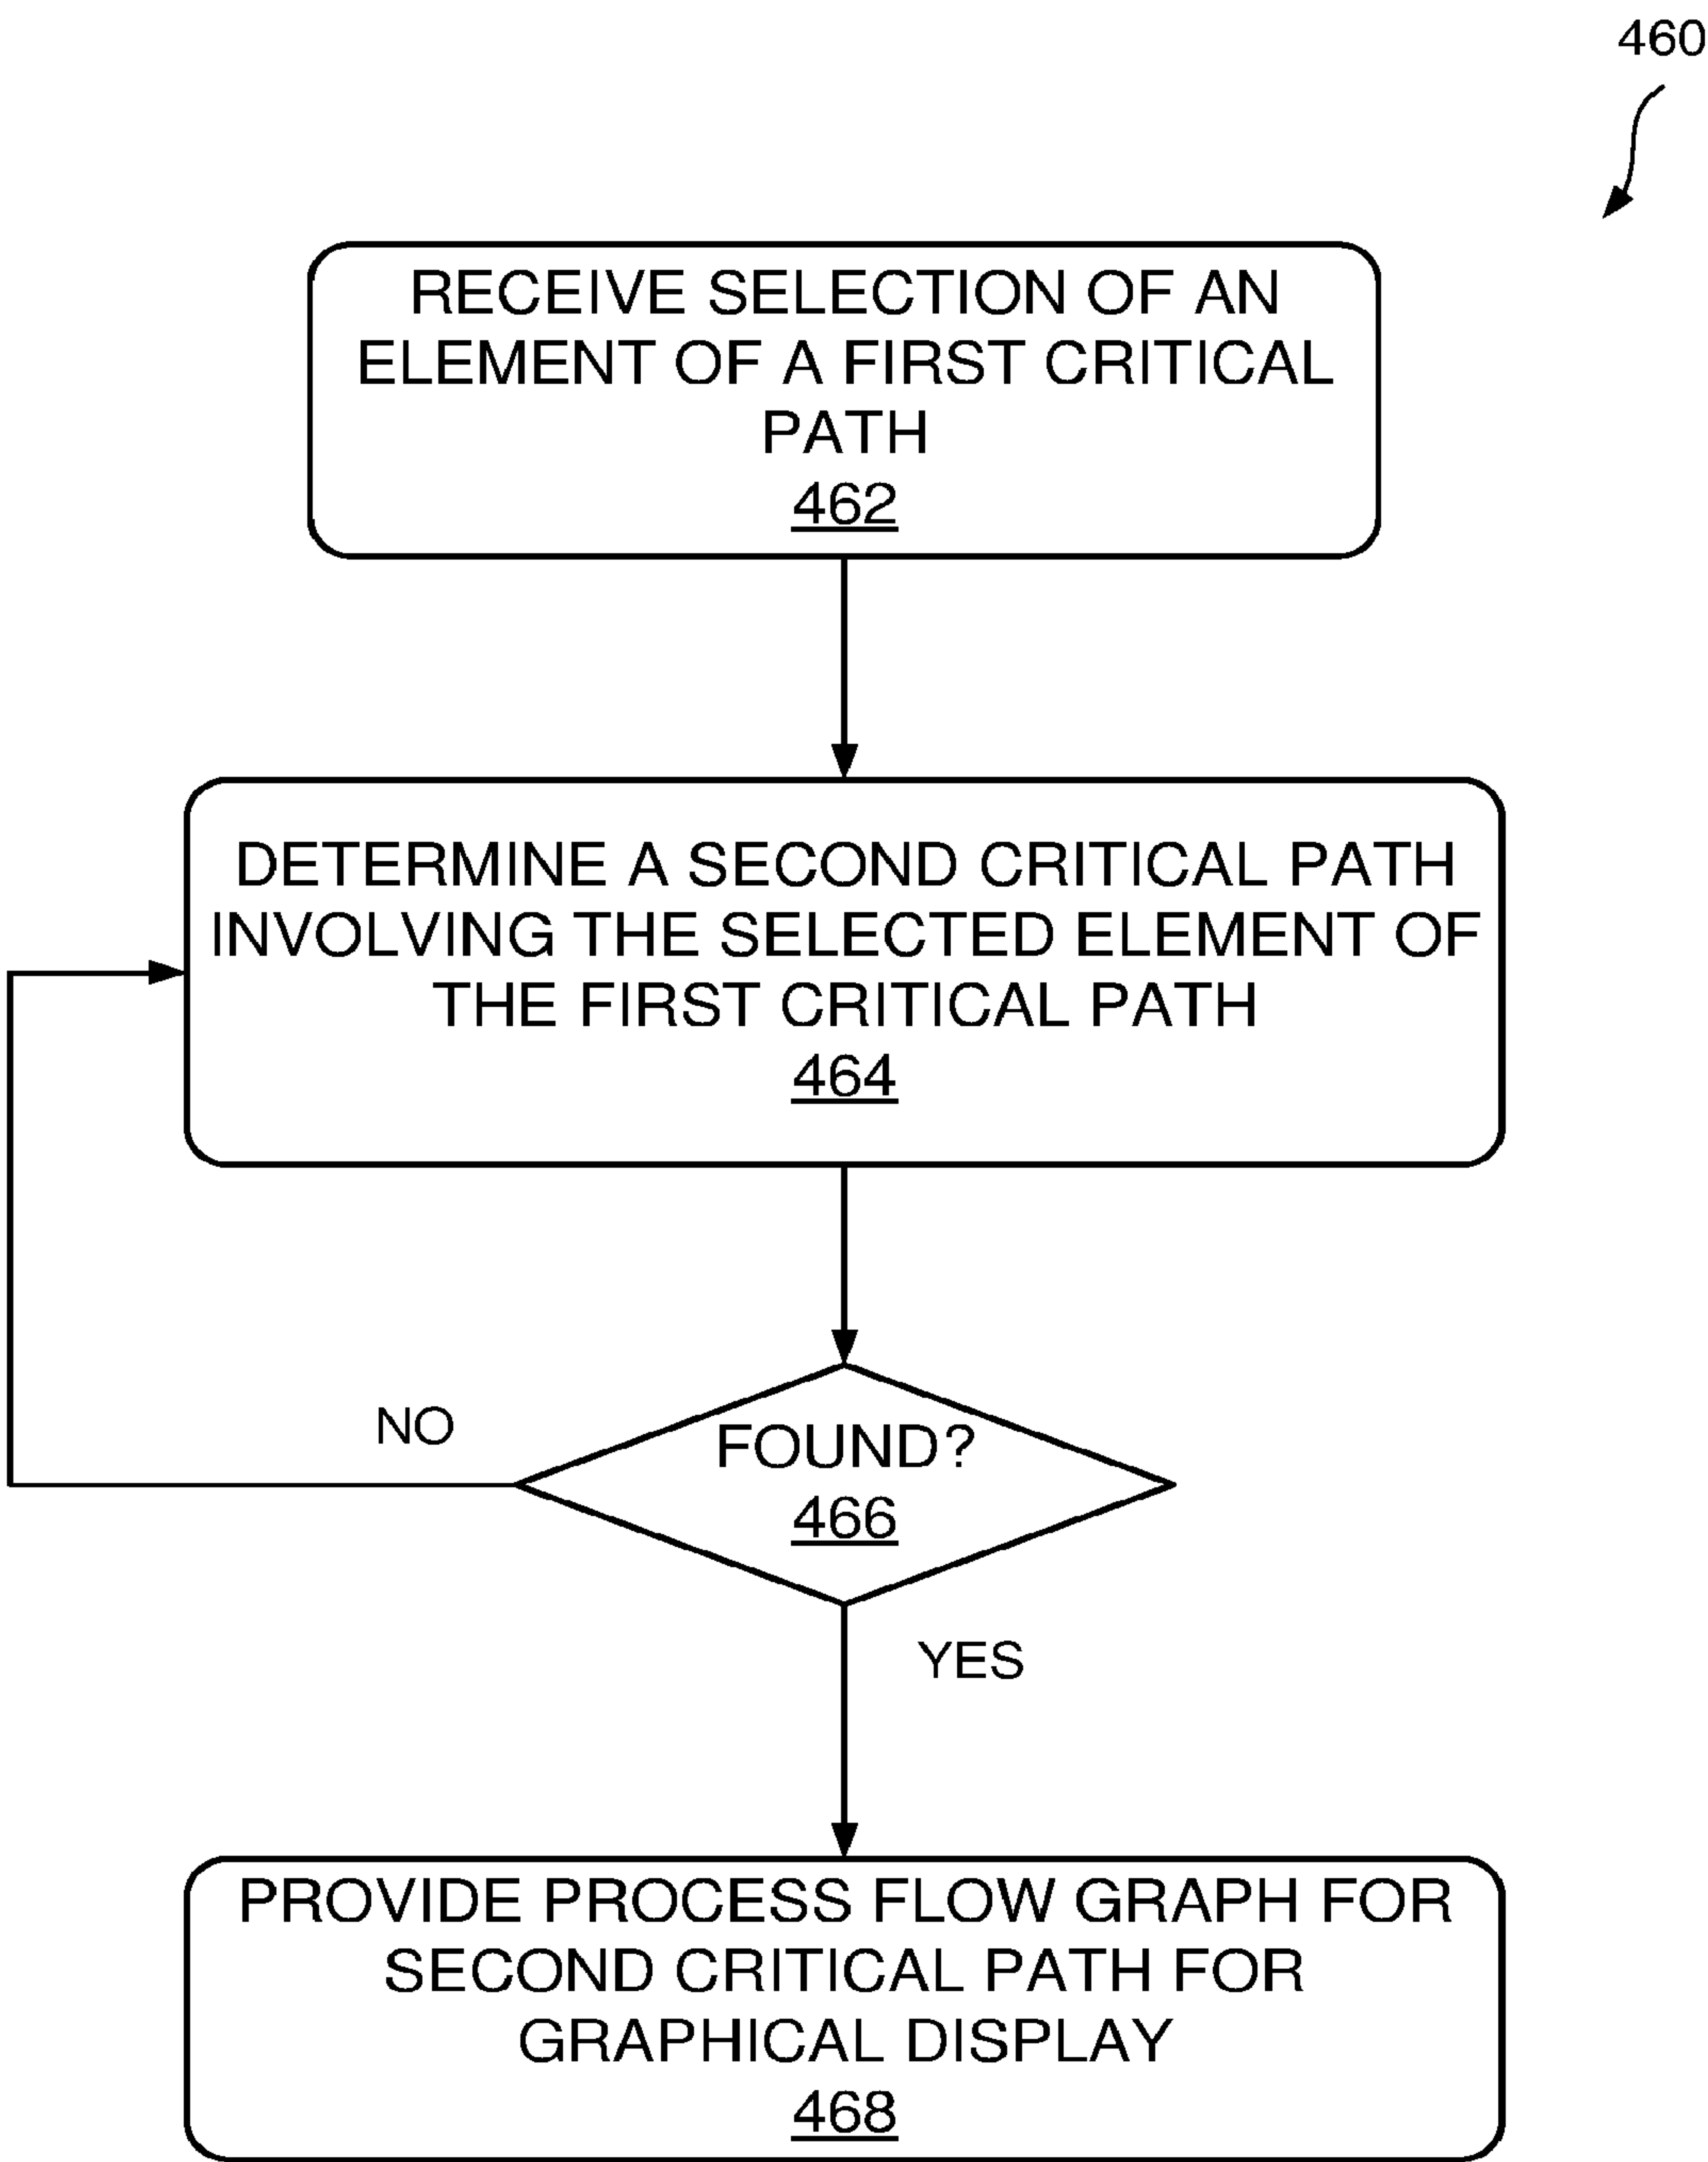 460
RECEIVE SELECTION OF AN
ELEMENT OF A FIRST CRITICAL
PATH
462
DETERMINE A SECOND CRITICAL PATH
INVOLVING THE SELECTED ELEMENT OF
THE FIRST CRITICAL PATH
464
NO
FOUND?
466
YES
PROVIDE PROCESS FLOW GRAPH FOR
SECOND CRITICAL PATH FOR
GRAPHICAL DISPLAY
468